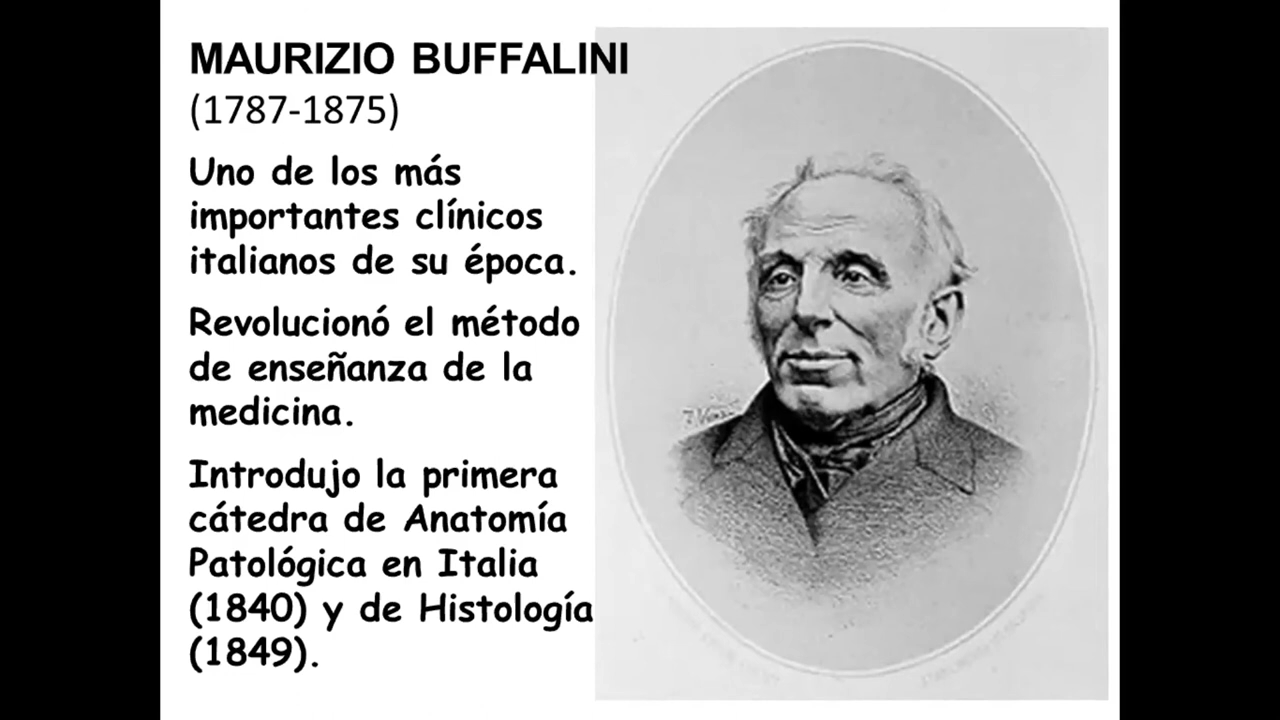 MAURIZIO BUFFALINI
(1787-1875)
Uno de los más
importantes clínicos
italianos de su época.
Revolucionó el método
de enseñanza de la
medicina.
Introdujo la primera
cátedra de Anatomía
Patológica en Italia
(1840) y de Histología
(1849).